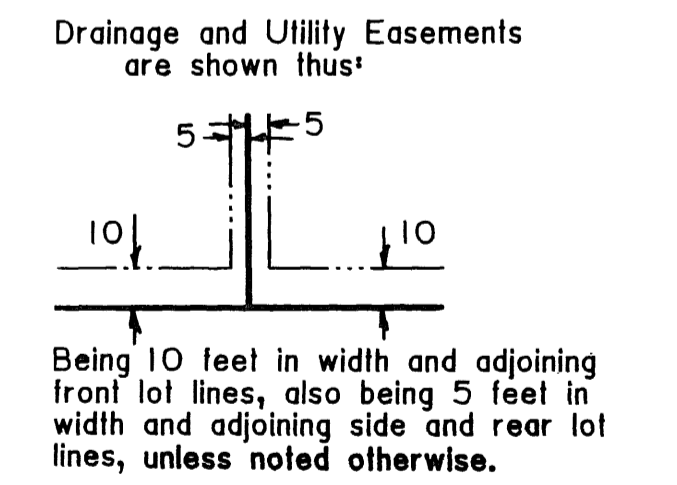 Drainage and Utility Easements
are shown thus:
5 5
10 10
Being 10 feet in width and adjoining
front lot lines, also being 5 feet in
width and adjoining side and rear lot
lines, unless noted otherwise.